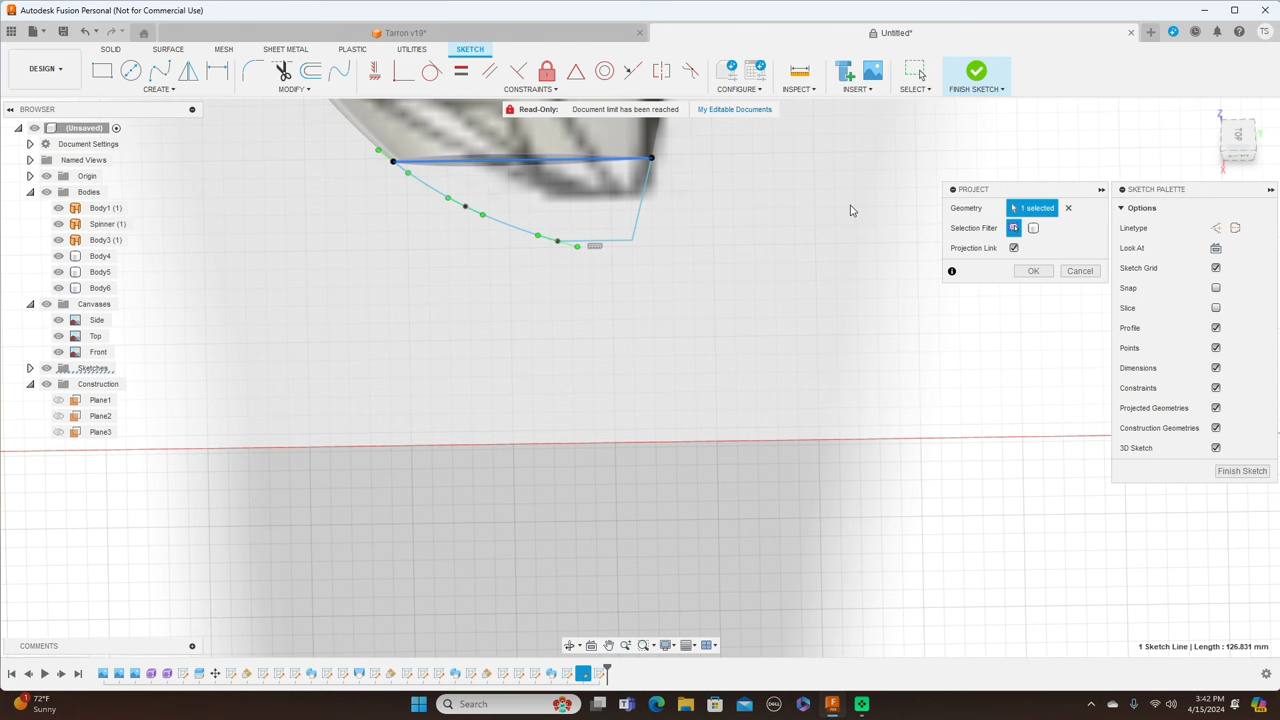 Autodesk Fusion Personal (Not for Commercial Use)
Tarron v19*
Untitled*
TS
SOLID SURFACE MESH SHEET METAL PLASTIC UTILITIES SKETCH
DESIGN
CREATE MODIFY CONSTRAINTS CONFIGURE INSPECT INSERT SELECT FINISH SKETCH
BROWSER
Read-Only: Document limit has been reached My Editable Documents
(Unsaved)
Document Settings
Named Views
Origin
Bodies
Body1 (1)
Spinner (1)
Body3 (1)
Body4
Body5
Body6
Canvases
Side
Top
Front
Sketches
Construction
Plane1
Plane2
Plane3
Z
TOP
X
PROJECT
Geometry 1 selected
Selection Filter
Projection Link
OK Cancel
SKETCH PALETTE
Options
Linetype
Look At
Sketch Grid
Snap
Slice
Profile
Points
Dimensions
Constraints
Projected Geometries
Construction Geometries
3D Sketch
Finish Sketch
COMMENTS
1 Sketch Line | Length : 126.831 mm
72°F
Sunny
Search
DELL
3:42 PM
4/15/2024